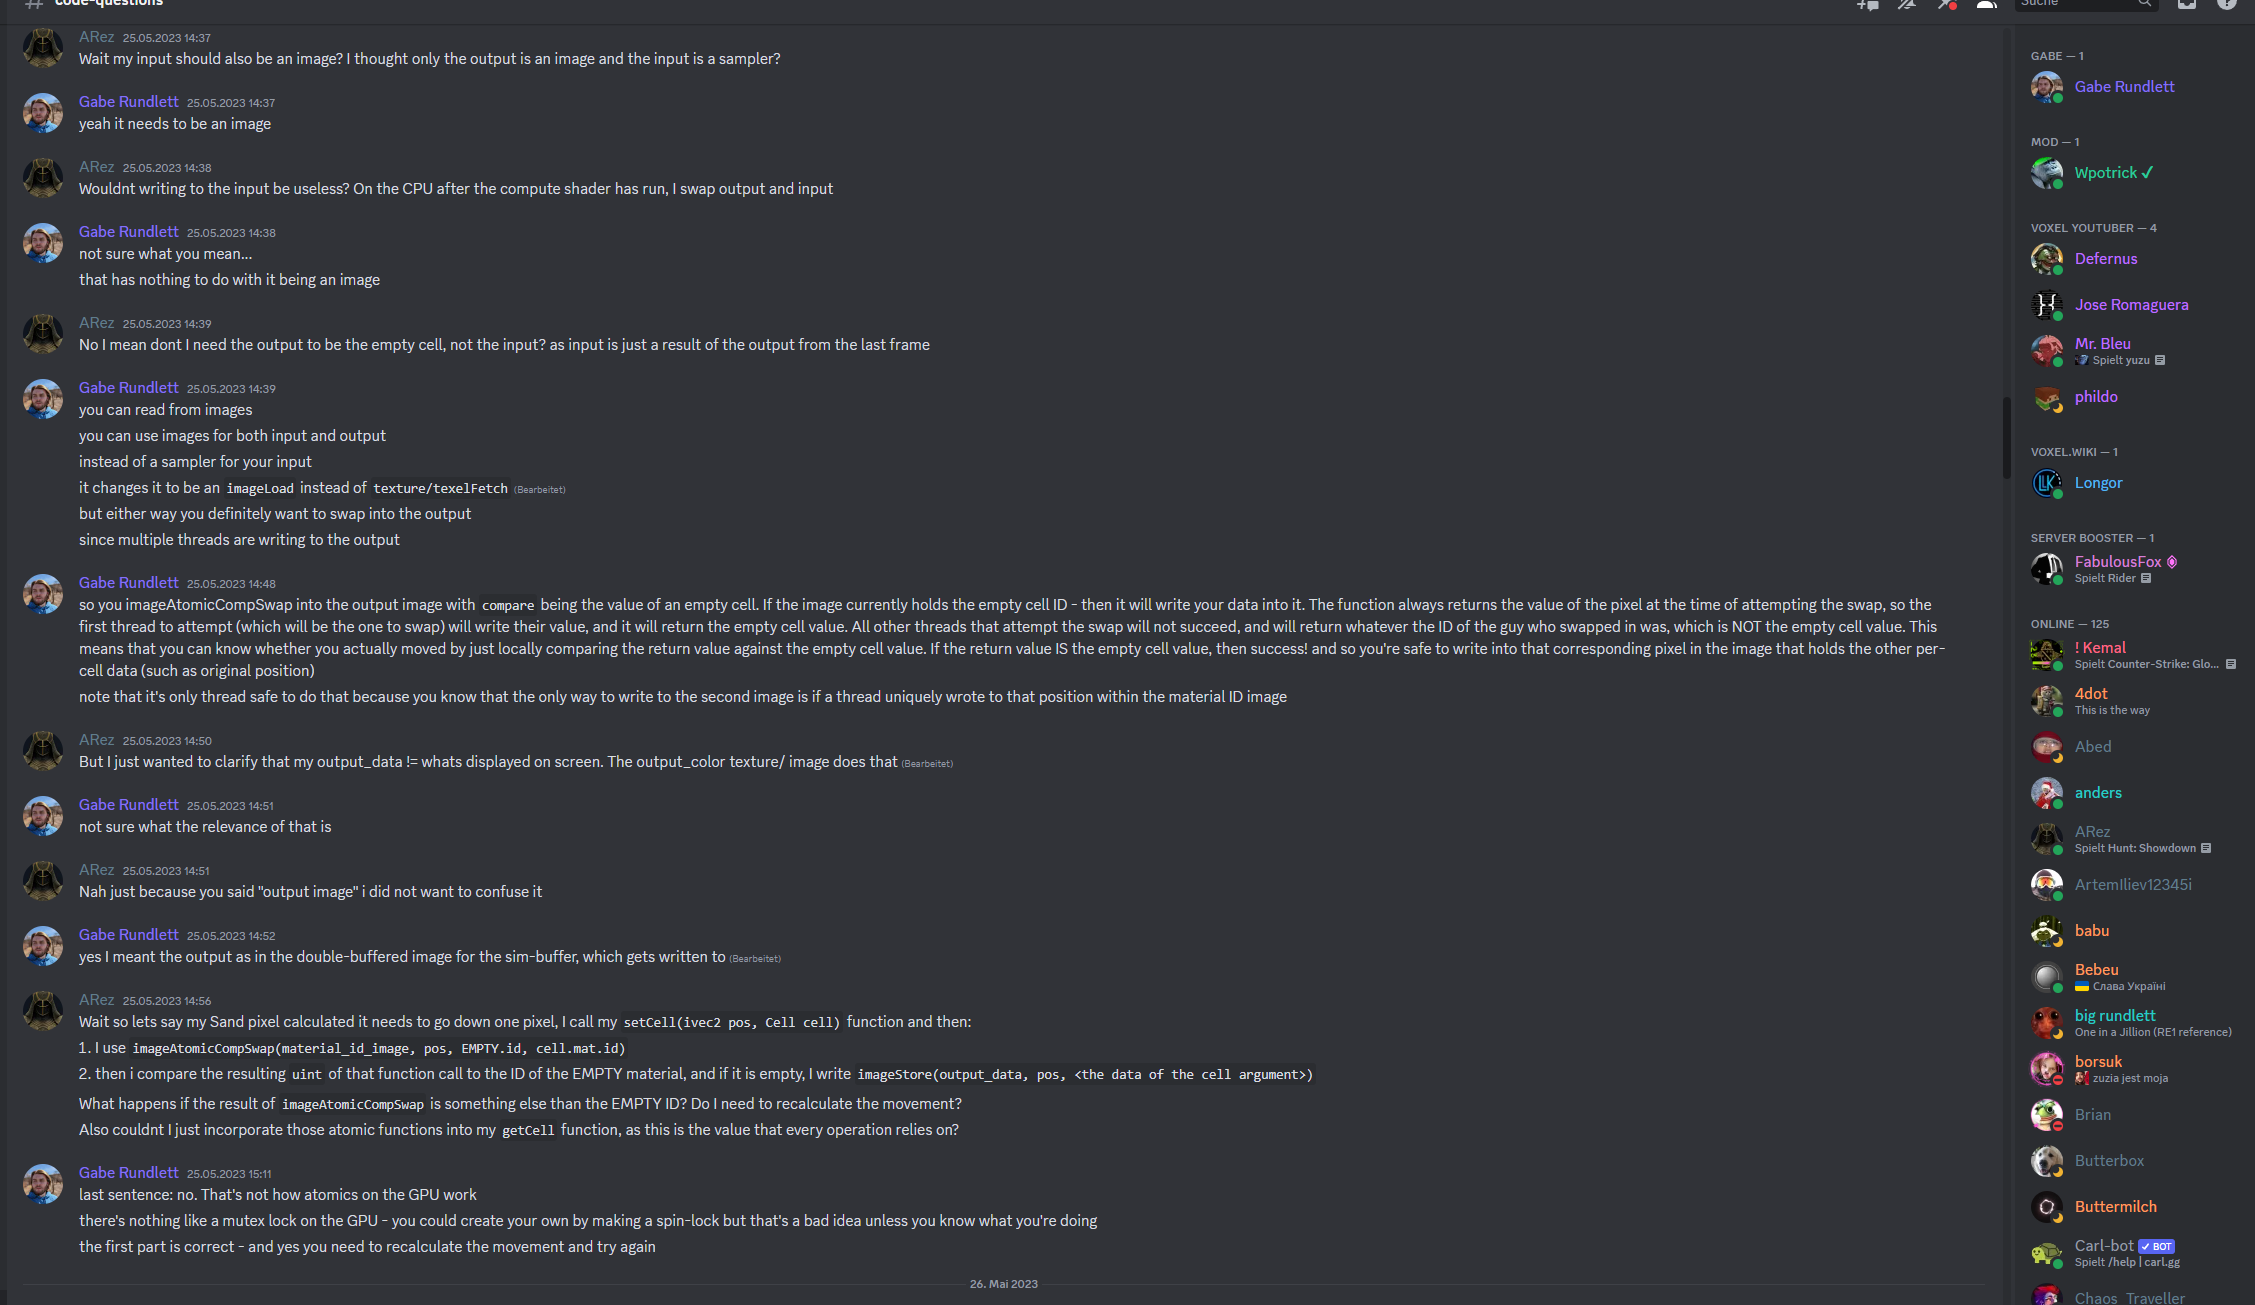 code-questions
Suche
ARez 25.05.2023 14:37
Wait my input should also be an image? I thought only the output is an image and the input is a sampler?
Gabe Rundlett 25.05.2023 14:37
yeah it needs to be an image
ARez 25.05.2023 14:38
Wouldnt writing to the input be useless? On the CPU after the compute shader has run, I swap output and input
Gabe Rundlett 25.05.2023 14:38
not sure what you mean...
that has nothing to do with it being an image
ARez 25.05.2023 14:39
No I mean dont I need the output to be the empty cell, not the input? as input is just a result of the output from the last frame
Gabe Rundlett 25.05.2023 14:39
you can read from images
you can use images for both input and output
instead of a sampler for your input
it changes it to be an imageLoad instead of texture/texelFetch (Bearbeitet)
but either way you definitely want to swap into the output
since multiple threads are writing to the output
Gabe Rundlett 25.05.2023 14:48
so you imageAtomicCompSwap into the output image with compare being the value of an empty cell. If the image currently holds the empty cell ID - then it will write your data into it. The function always returns the value of the pixel at the time of attempting the swap, so the
first thread to attempt (which will be the one to swap) will write their value, and it will return the empty cell value. All other threads that attempt the swap will not succeed, and will return whatever the ID of the guy who swapped in was, which is NOT the empty cell value. This
means that you can know whether you actually moved by just locally comparing the return value against the empty cell value. If the return value IS the empty cell value, then success! and so you're safe to write into that corresponding pixel in the image that holds the other per-
cell data (such as original position)
note that it's only thread safe to do that because you know that the only way to write to the second image is if a thread uniquely wrote to that position within the material ID image
ARez 25.05.2023 14:50
But I just wanted to clarify that my output_data != whats displayed on screen. The output_color texture/ image does that (Bearbeitet)
Gabe Rundlett 25.05.2023 14:51
not sure what the relevance of that is
ARez 25.05.2023 14:51
Nah just because you said "output image" i did not want to confuse it
Gabe Rundlett 25.05.2023 14:52
yes I meant the output as in the double-buffered image for the sim-buffer, which gets written to (Bearbeitet)
ARez 25.05.2023 14:56
Wait so lets say my Sand pixel calculated it needs to go down one pixel, I call my setCell(ivec2 pos, Cell cell) function and then:
1. I use imageAtomicCompSwap(material_id_image, pos, EMPTY.id, cell.mat.id)
2. then i compare the resulting uint of that function call to the ID of the EMPTY material, and if it is empty, I write imageStore(output_data, pos, <the data of the cell argument>)
What happens if the result of imageAtomicCompSwap is something else than the EMPTY ID? Do I need to recalculate the movement?
Also couldnt I just incorporate those atomic functions into my getCell function, as this is the value that every operation relies on?
Gabe Rundlett 25.05.2023 15:11
last sentence: no. That's not how atomics on the GPU work
there's nothing like a mutex lock on the GPU - you could create your own by making a spin-lock but that's a bad idea unless you know what you're doing
the first part is correct - and yes you need to recalculate the movement and try again
26. Mai 2023
GABE — 1
Gabe Rundlett
MOD — 1
Wpotrick ✓
VOXEL YOUTUBER — 4
Defernus
Jose Romaguera
Mr. Bleu
Spielt yuzu
phildo
VOXEL.WIKI — 1
Longor
SERVER BOOSTER — 1
FabulousFox
Spielt Rider
ONLINE — 125
! Kemal
Spielt Counter-Strike: Glo...
4dot
This is the way
Abed
anders
ARez
Spielt Hunt: Showdown
ArtemIliev12345i
babu
Bebeu
Слава Україні
big rundlett
One in a Jillion (RE1 reference)
borsuk
zuzia jest moja
Brian
Butterbox
Buttermilch
Carl-bot ✓ BOT
Spielt /help | carl.gg
Chaos_Traveller